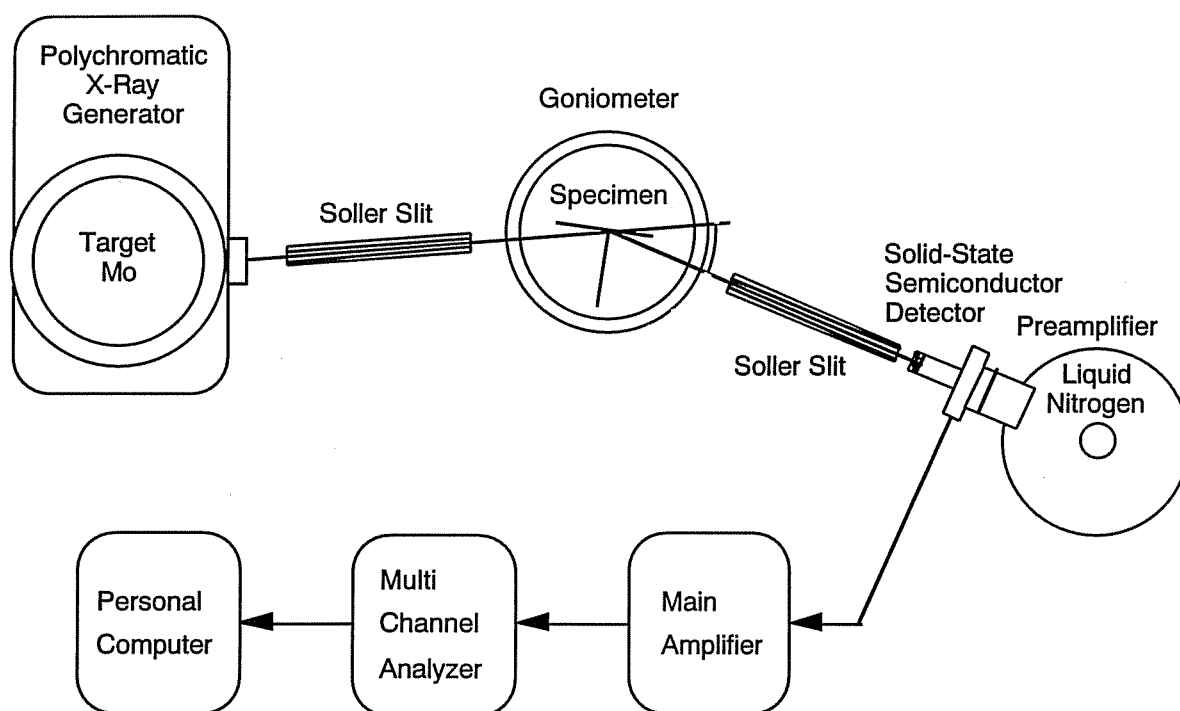 Polychromatic
X-Ray
Generator
Target
Mo
Soller Slit
Goniometer
Specimen
Soller Slit
Solid-State
Semiconductor
Detector
Preamplifier
Liquid
Nitrogen
Personal
Computer
Multi
Channel
Analyzer
Main
Amplifier